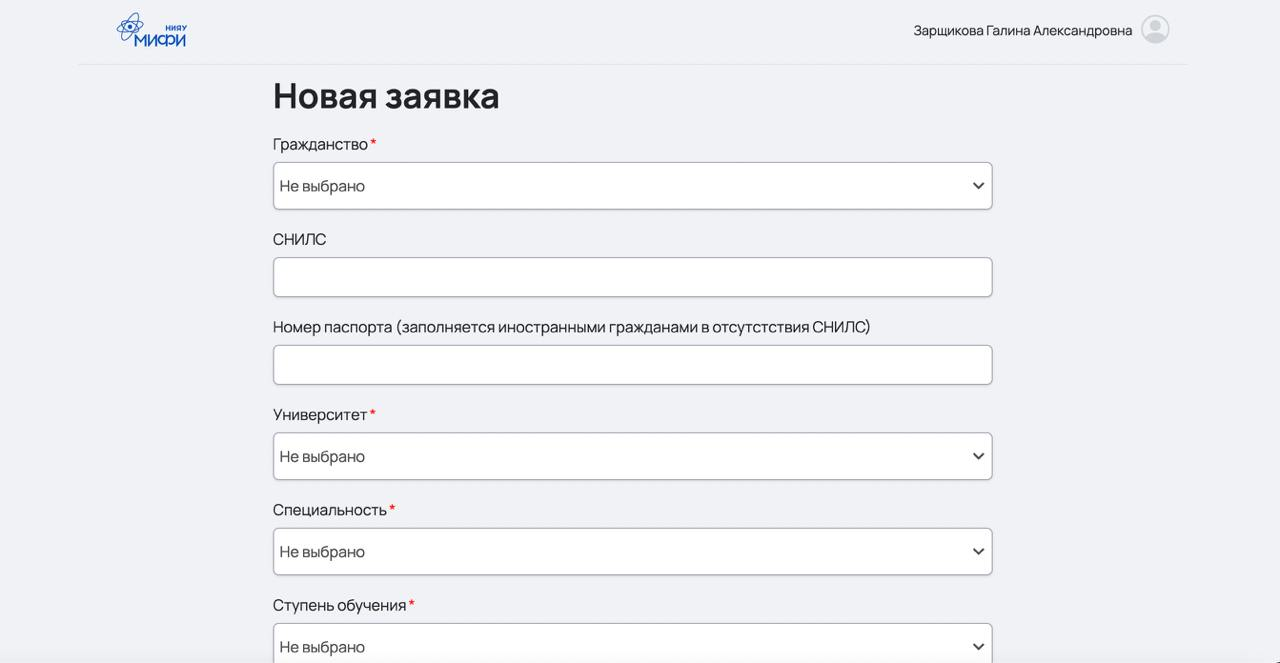 НИЯУ
МИФИ
Зарщикова Галина Александровна
Новая заявка
Гражданство *
Не выбрано
СНИЛС
Номер паспорта (заполняется иностранными гражданами в отсутстствия СНИЛС)
Университет *
Не выбрано
Специальность *
Не выбрано
Ступень обучения *
Не выбрано